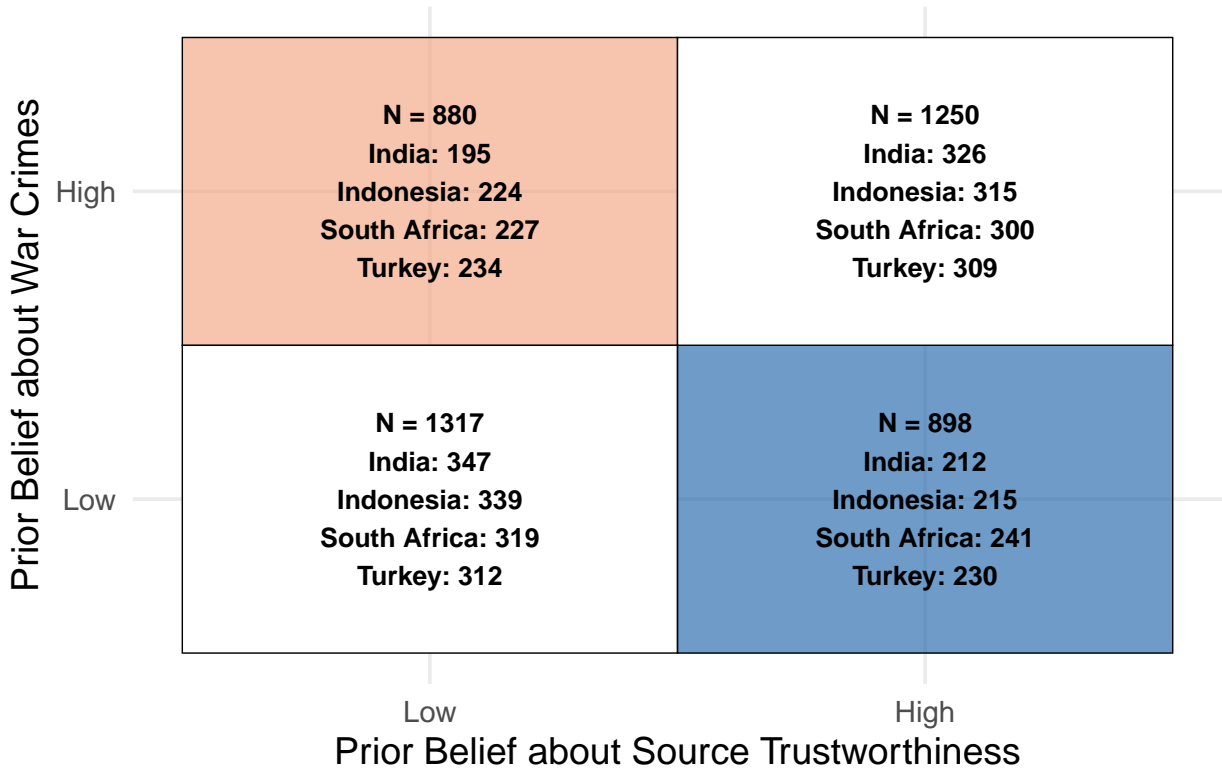 Prior Belief about War Crimes
High
Low
N = 880
India: 195
Indonesia: 224
South Africa: 227
Turkey: 234
N = 1250
India: 326
Indonesia: 315
South Africa: 300
Turkey: 309
N = 1317
India: 347
Indonesia: 339
South Africa: 319
Turkey: 312
N = 898
India: 212
Indonesia: 215
South Africa: 241
Turkey: 230
Low
High
Prior Belief about Source Trustworthiness